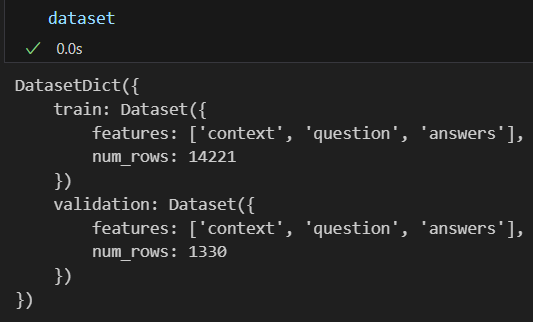 dataset
✓ 0.0s
DatasetDict({
    train: Dataset({
        features: ['context', 'question', 'answers'],
        num_rows: 14221
    })
    validation: Dataset({
        features: ['context', 'question', 'answers'],
        num_rows: 1330
    })
})